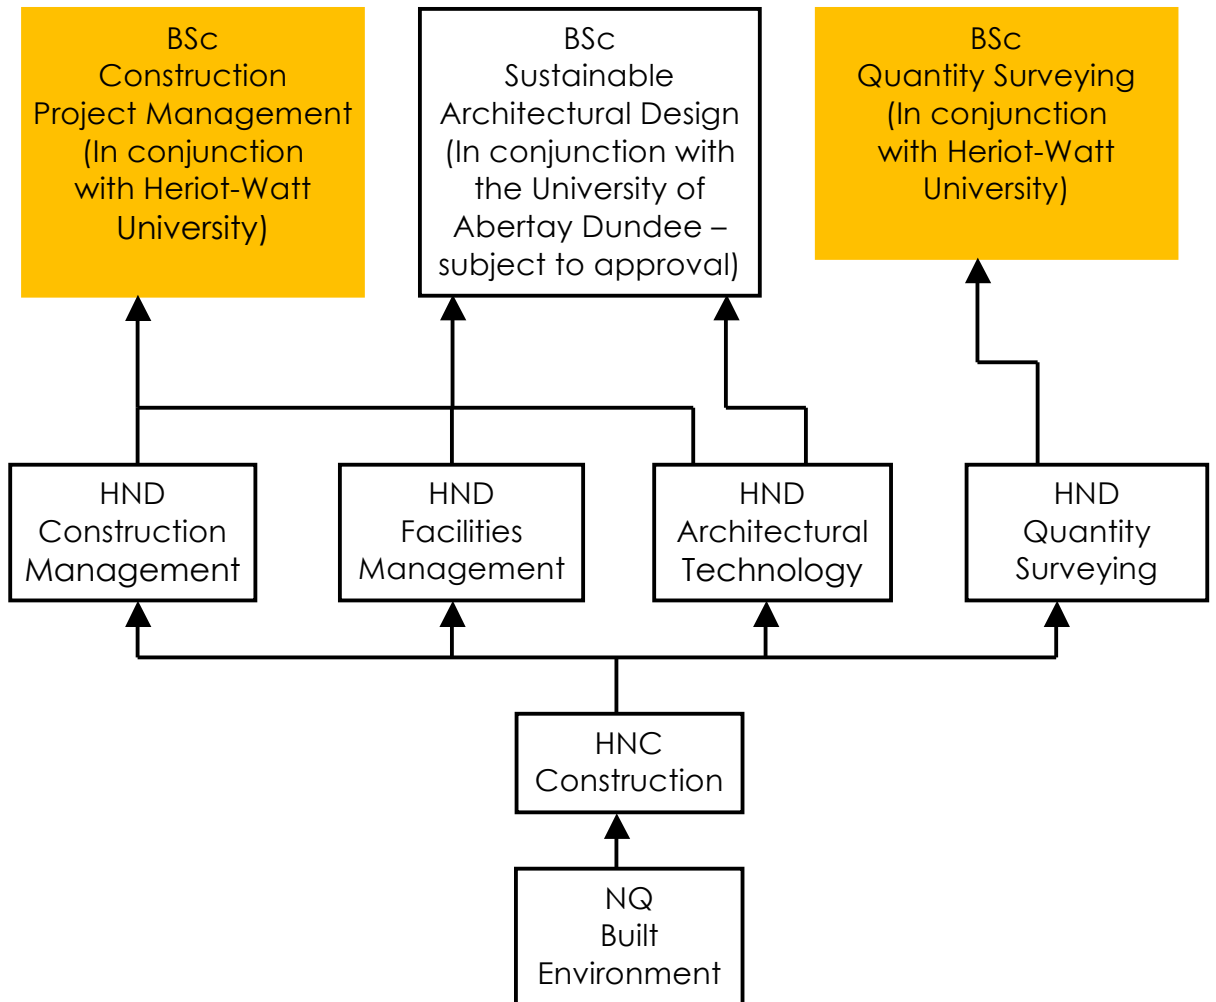 BSc
Construction
Project Management
(In conjunction
with Heriot-Watt
University)
BSc
Sustainable
Architectural Design
(In conjunction with
the University of
Abertay Dundee –
subject to approval)
BSc
Quantity Surveying
(In conjunction
with Heriot-Watt
University)
HND
Construction
Management
HND
Facilities
Management
HND
Architectural
Technology
HND
Quantity
Surveying
HNC
Construction
NQ
Built
Environment